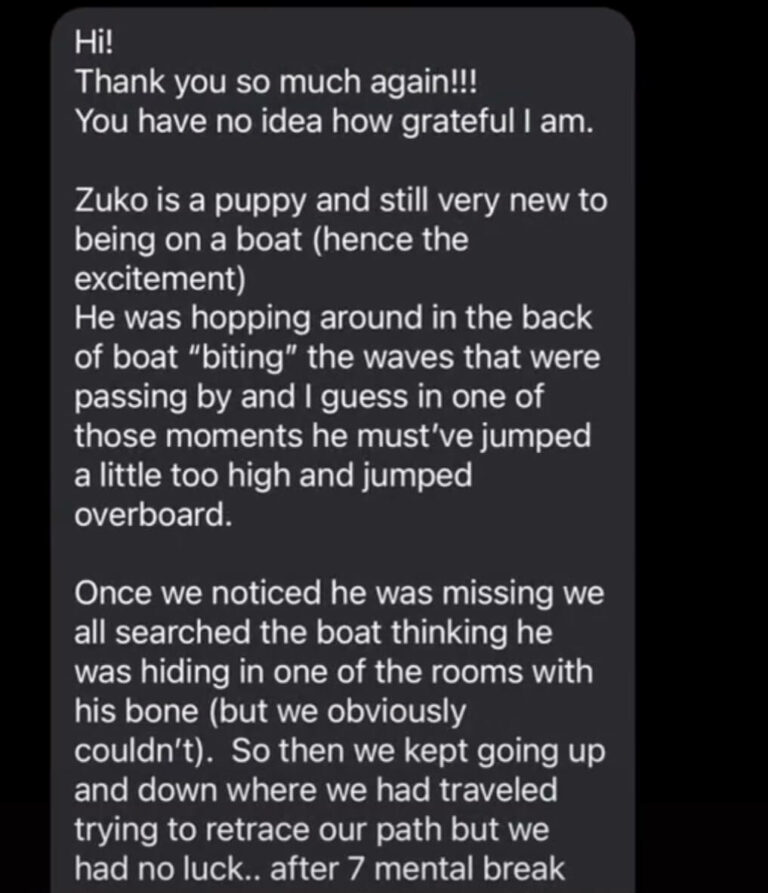 Hi!
Thank you so much again!!!
You have no idea how grateful I am.
Zuko is a puppy and still very new to
being on a boat (hence the
excitement)
He was hopping around in the back
of boat “biting” the waves that were
passing by and I guess in one of
those moments he must’ve jumped
a little too high and jumped
overboard.
Once we noticed he was missing we
all searched the boat thinking he
was hiding in one of the rooms with
his bone (but we obviously
couldn’t).  So then we kept going up
and down where we had traveled
trying to retrace our path but we
had no luck.. after 7 mental break